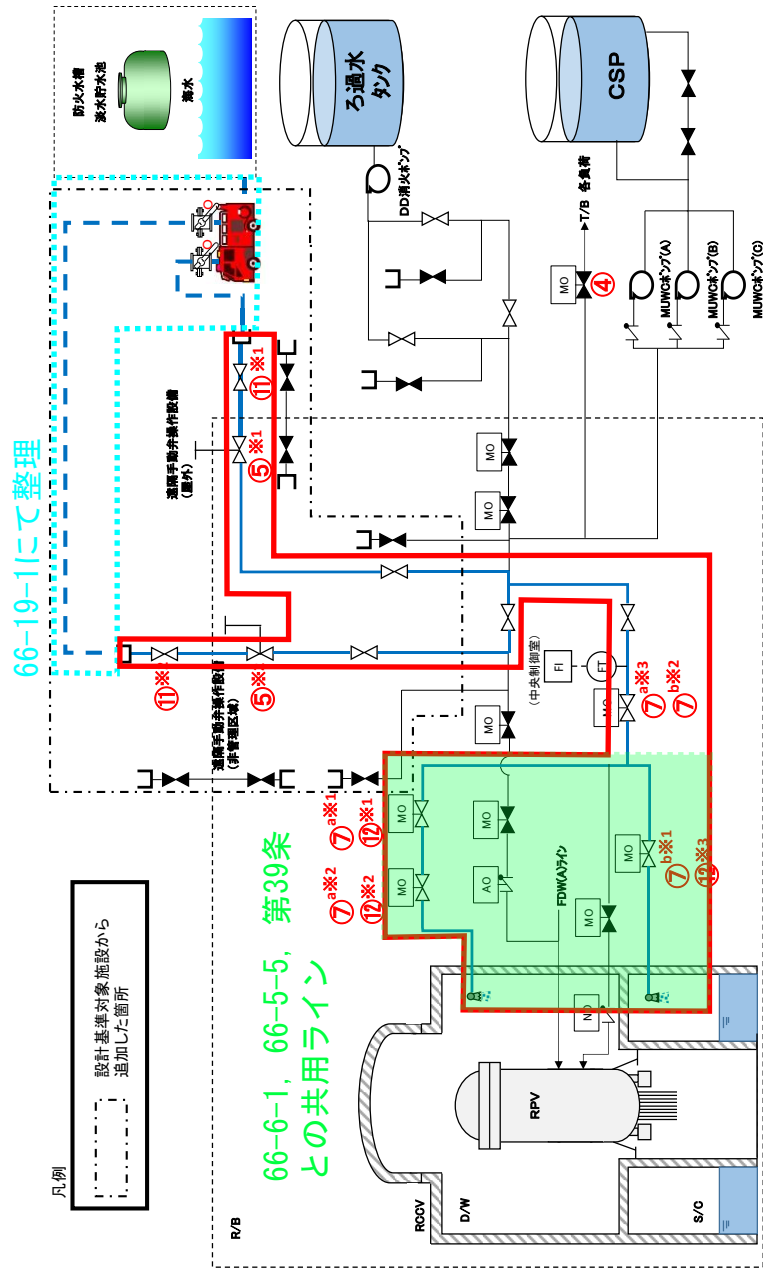 66-19-1にて整理
凡例
設計基準対象施設から
追加した箇所
防火水槽
淡水貯水池
海水
ろ過水
タンク
DD消火ポンプ
CSP
T/B 各負荷
MO
④
MUWCポンプ(A)
MUWCポンプ(B)
MUWCポンプ(C)
遠隔手動弁操作設備
(屋外)
⑤※1
⑪※1
遠隔手動弁操作設備
(非管理区域)
⑤※2
⑪※2
MO
MO
(中央制御室)
FI
FT
MO
⑦a※3
⑦b※2
MO
66-6-1, 66-5-5, 第39条
との共用ライン
MO
⑦a※1
⑫※1
MO
⑦a※2
⑫※2
MO
AO
FDW(A)ライン
MO
MO
⑦b※1
⑫※3
R/B
RCCV
D/W
RPV
S/C